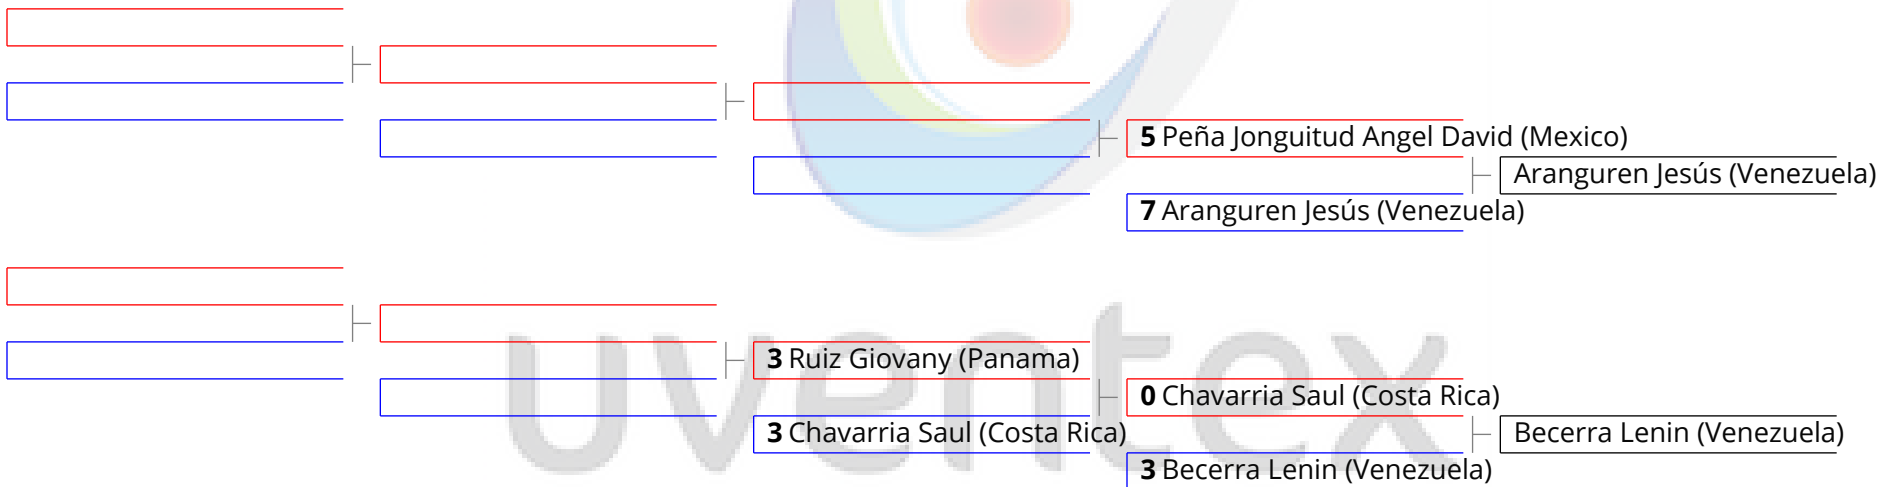 5 Peña Jonguitud Angel David (Mexico)
Aranguren Jesús (Venezuela)
7 Aranguren Jesús (Venezuela)
uventex
3 Ruiz Giovany (Panama)
0 Chavarria Saul (Costa Rica)
3 Chavarria Saul (Costa Rica)
Becerra Lenin (Venezuela)
3 Becerra Lenin (Venezuela)